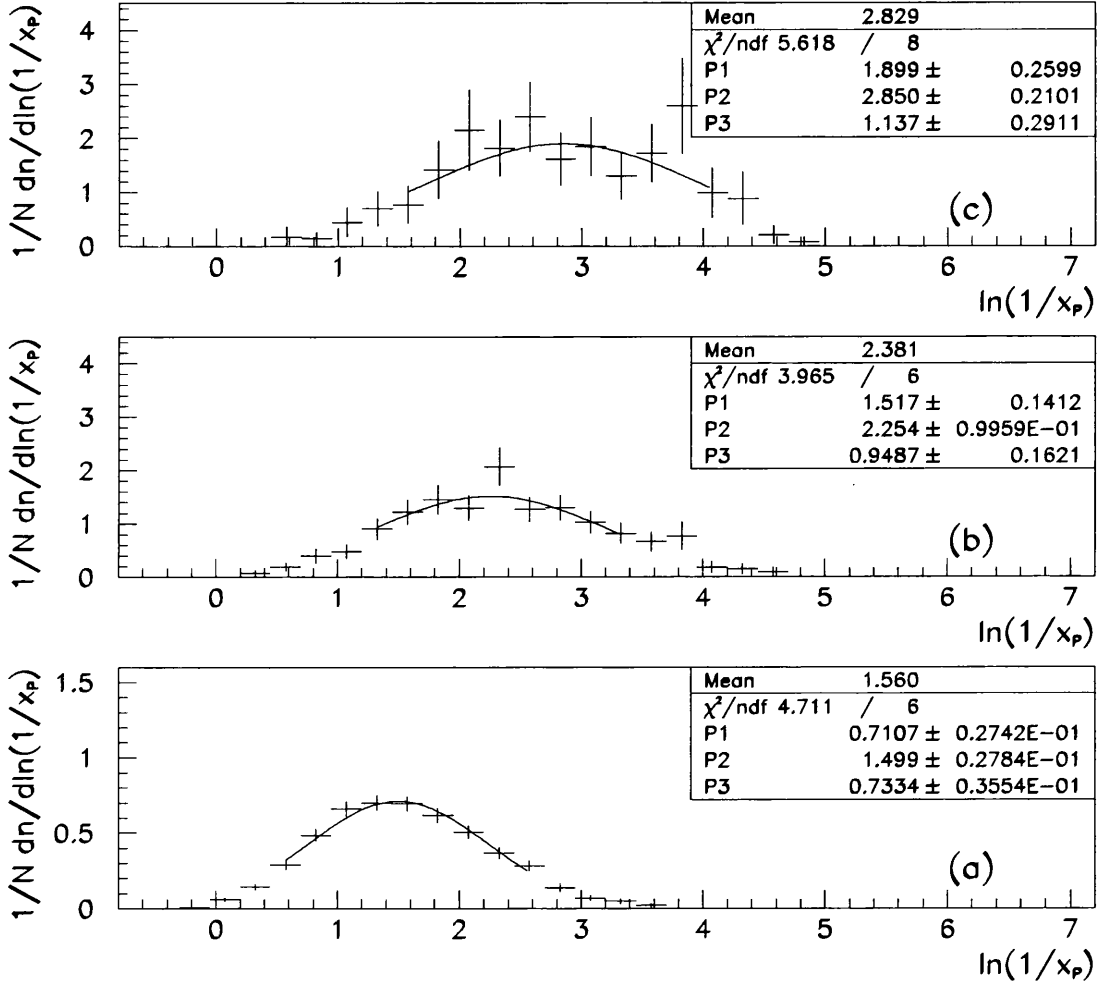 1/N dn/dln(1/xₚ)
4
2
0
Mean 2.829
χ²/ndf 5.618 / 8
P1 1.899 ± 0.2599
P2 2.850 ± 0.2101
P3 1.137 ± 0.2911
(c)
0 1 2 3 4 5 6 7
ln(1/xₚ)
1/N dn/dln(1/xₚ)
4
2
0
Mean 2.381
χ²/ndf 3.965 / 6
P1 1.517 ± 0.1412
P2 2.254 ± 0.9959E−01
P3 0.9487 ± 0.1621
(b)
0 1 2 3 4 5 6 7
ln(1/xₚ)
1/N dn/dln(1/xₚ)
1.5
1
0.5
0
Mean 1.560
χ²/ndf 4.711 / 6
P1 0.7107 ± 0.2742E−01
P2 1.499 ± 0.2784E−01
P3 0.7334 ± 0.3554E−01
(a)
0 1 2 3 4 5 6 7
ln(1/xₚ)